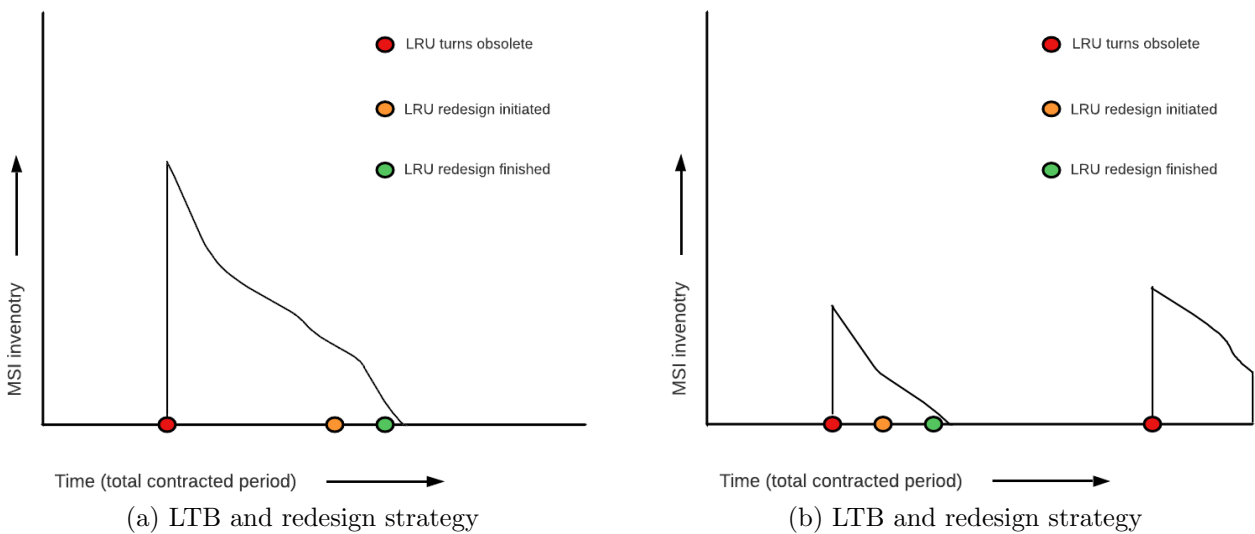 LRU turns obsolete
LRU redesign initiated
LRU redesign finished
MSI invenotry
Time (total contracted period)
(a) LTB and redesign strategy
LRU turns obsolete
LRU redesign initiated
LRU redesign finished
MSI invenotry
Time (total contracted period)
(b) LTB and redesign strategy